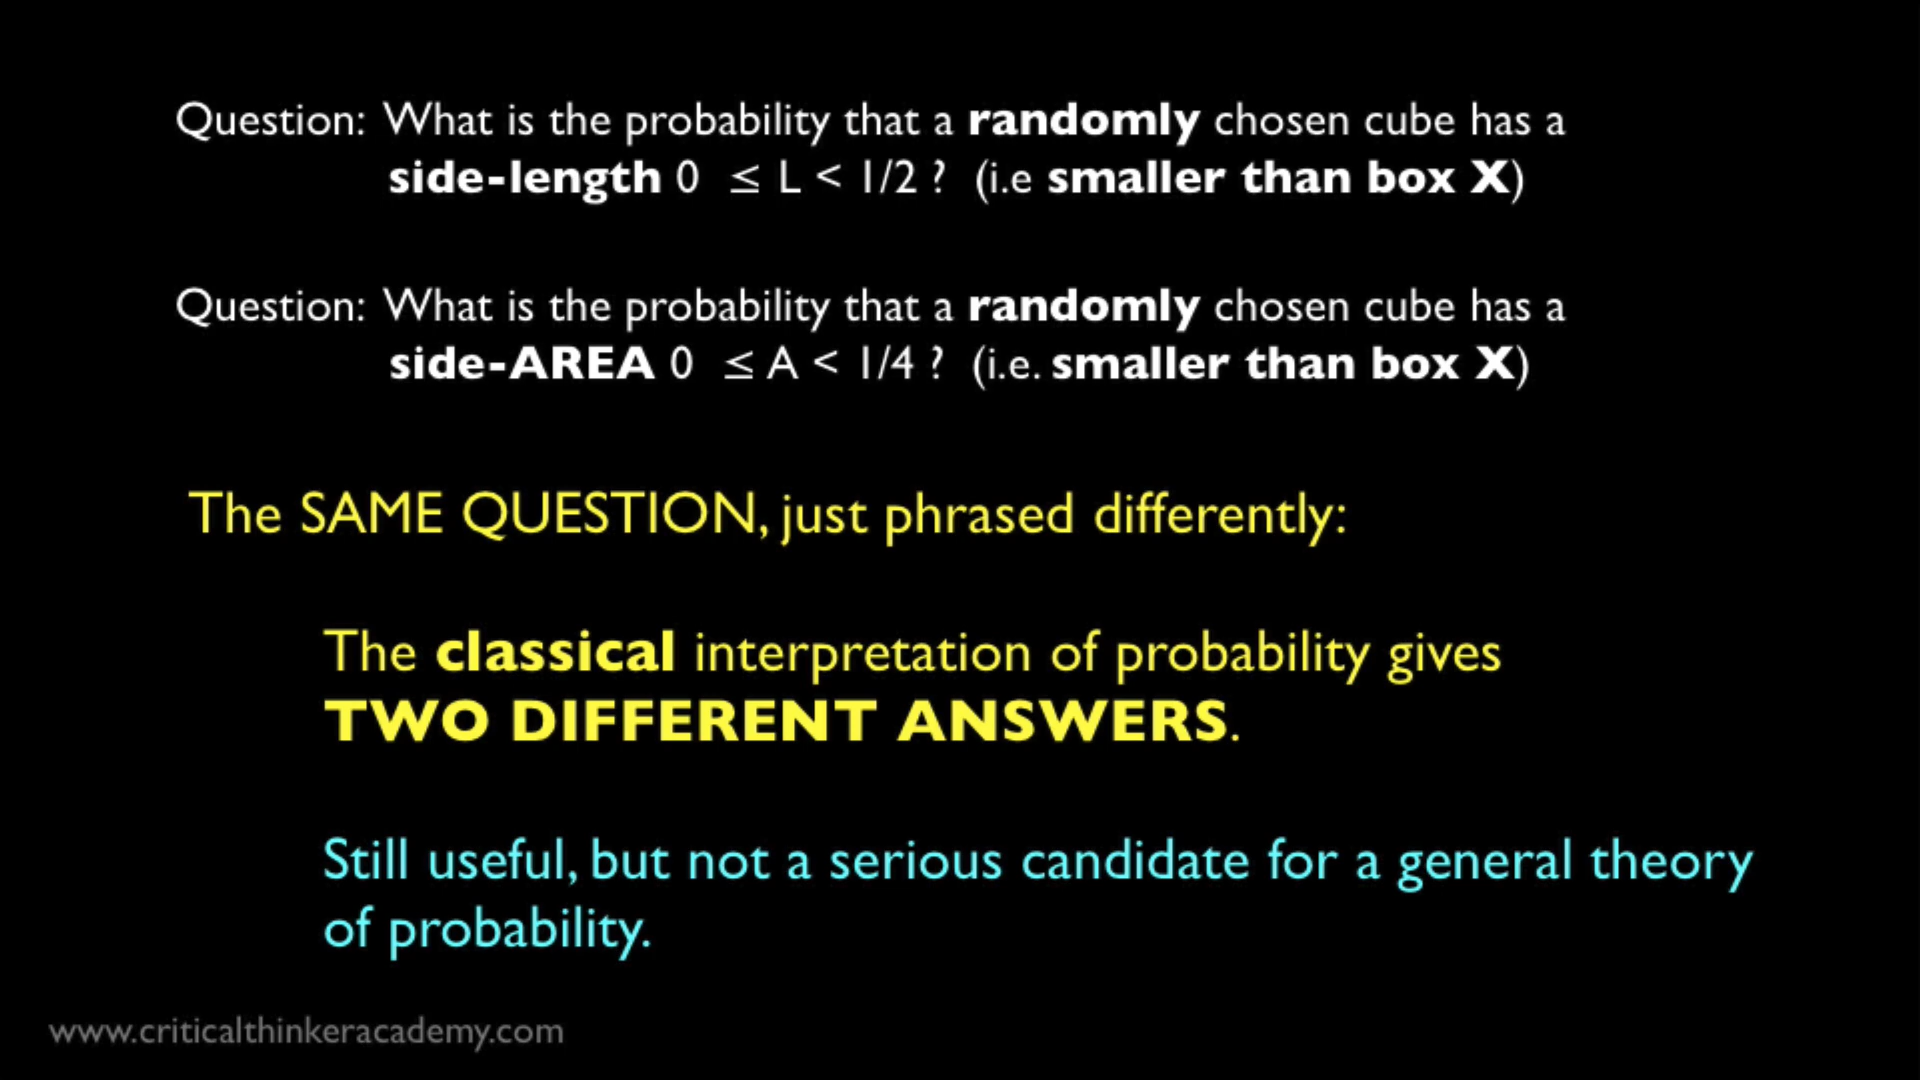 Question: What is the probability that a randomly chosen cube has a
side-length 0 ≤ L < 1/2 ? (i.e smaller than box X)
Question: What is the probability that a randomly chosen cube has a
side-AREA 0 ≤ A < 1/4 ? (i.e. smaller than box X)
The SAME QUESTION, just phrased differently:
The classical interpretation of probability gives
TWO DIFFERENT ANSWERS.
Still useful, but not a serious candidate for a general theory
of probability.
www.criticalthinkeracademy.com